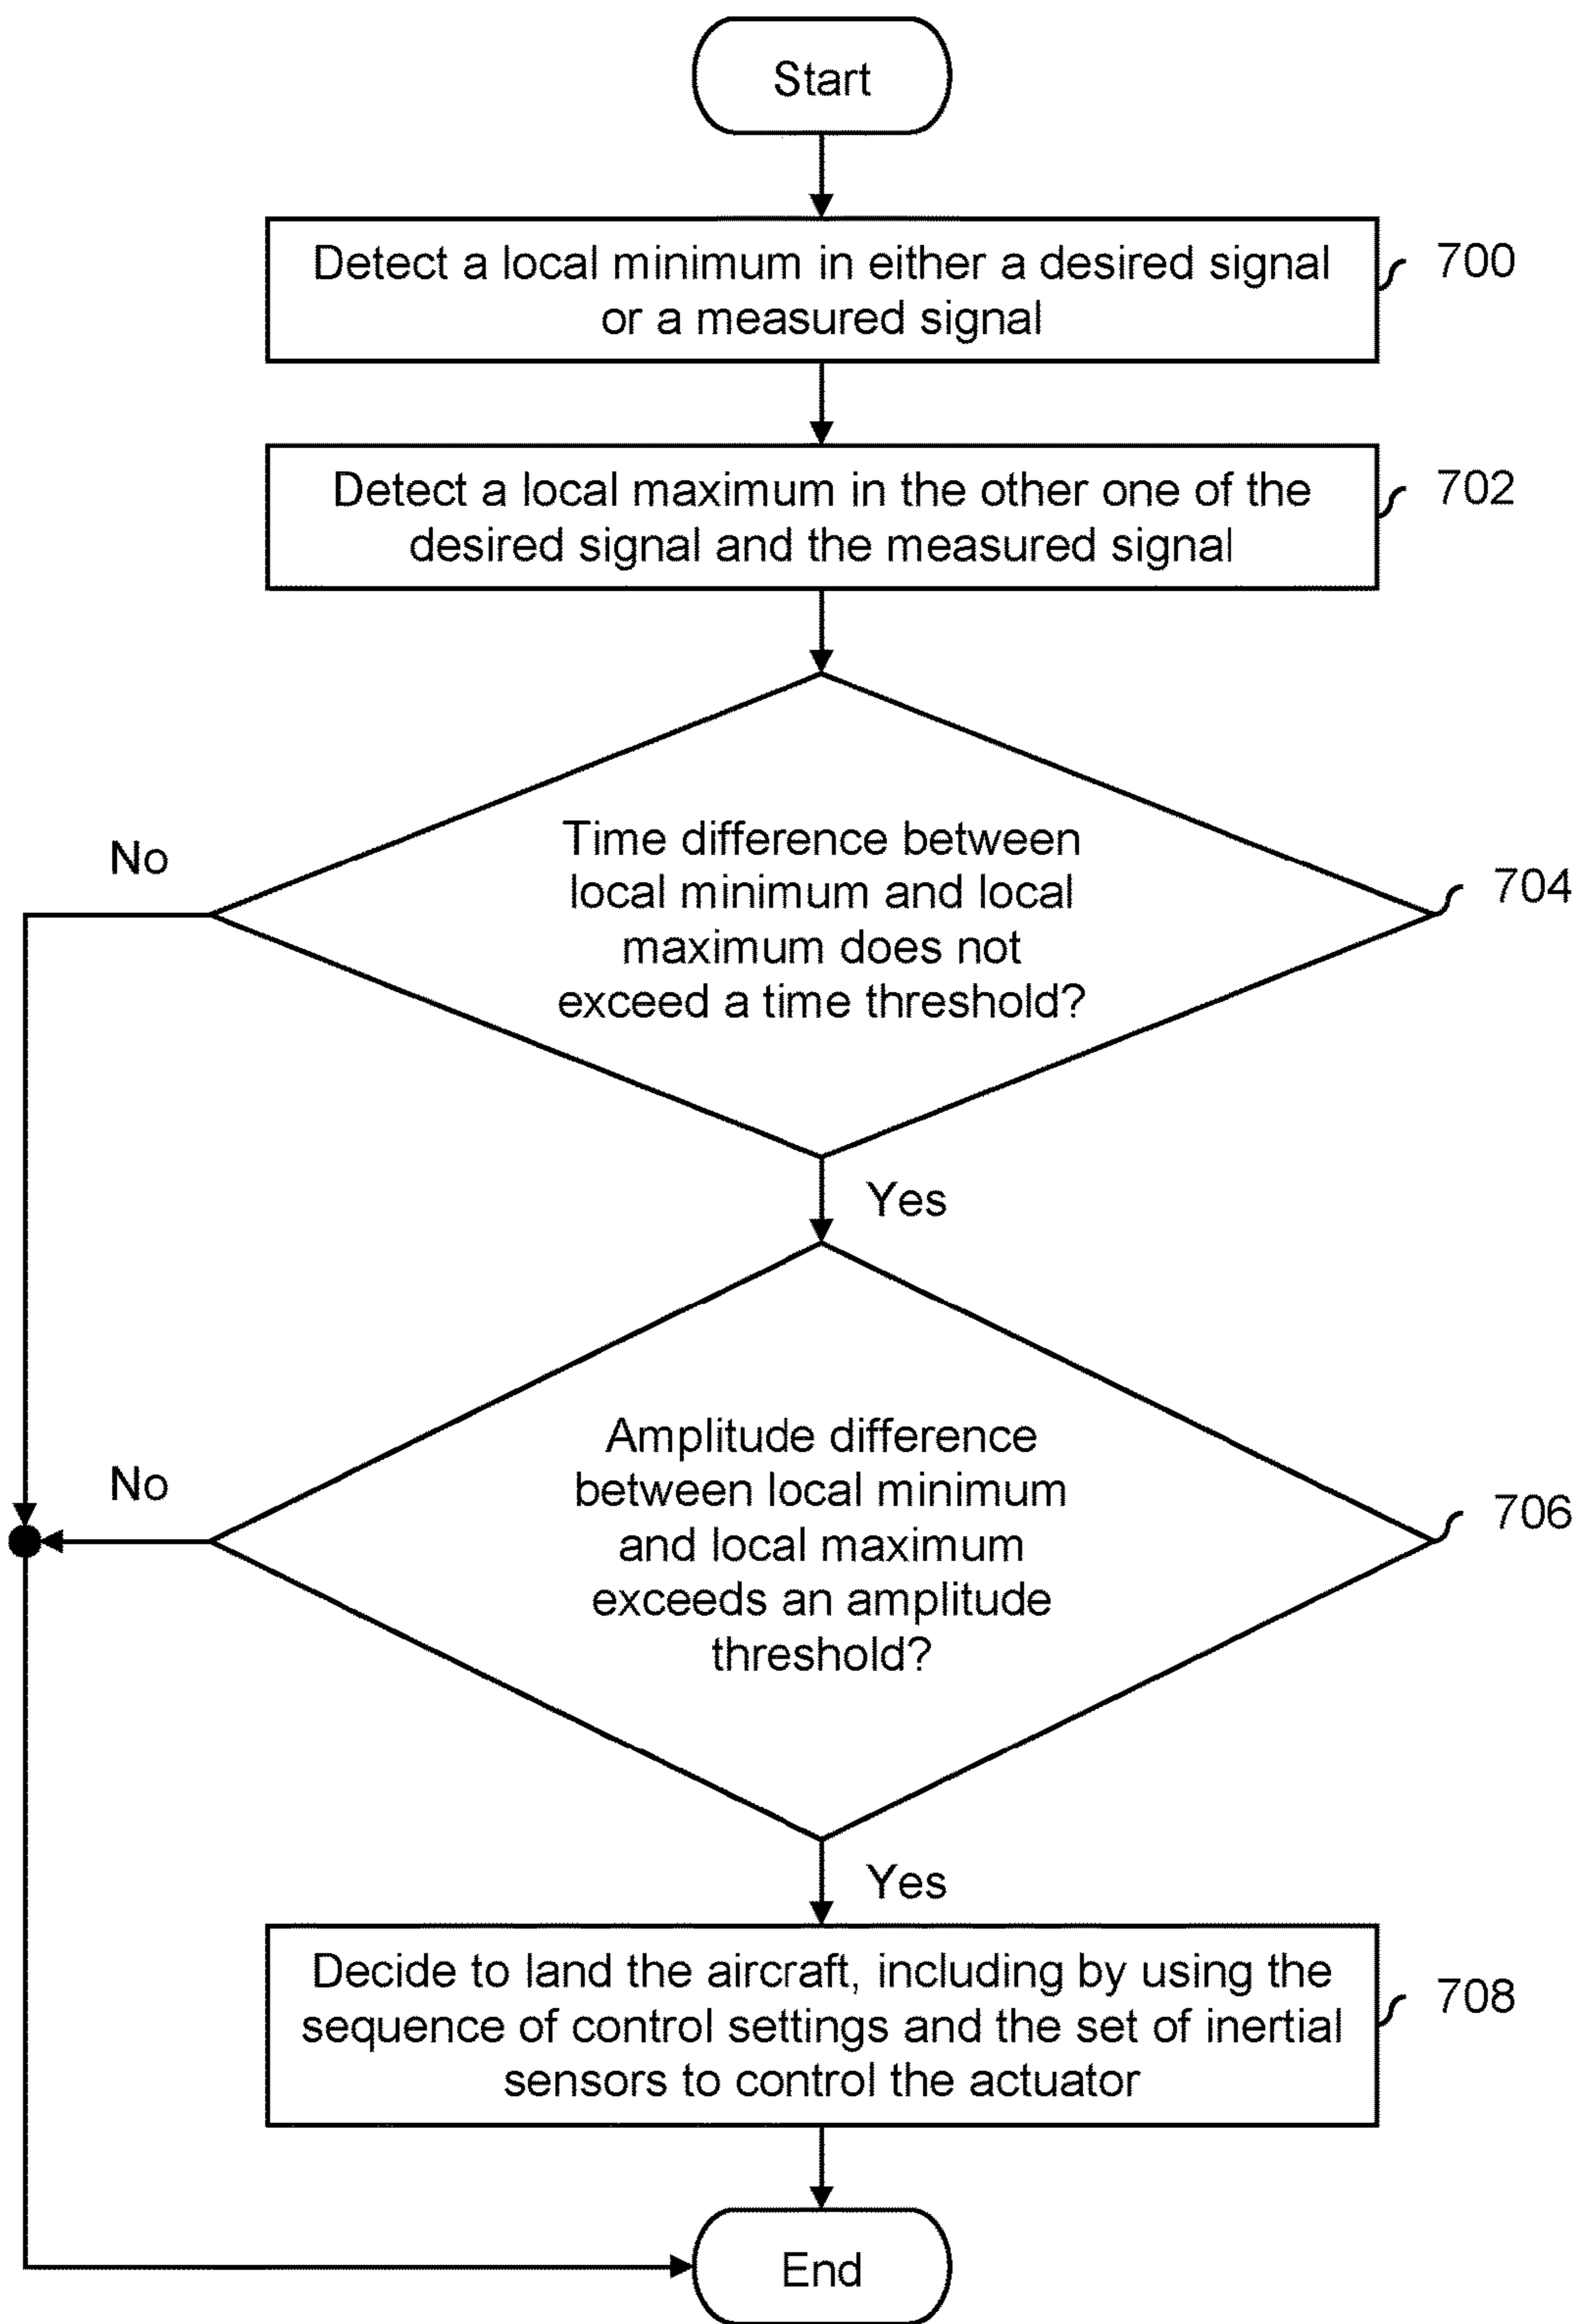 Start
Detect a local minimum in either a desired signal
or a measured signal
700
Detect a local maximum in the other one of the
desired signal and the measured signal
702
Time difference between
local minimum and local
maximum does not
exceed a time threshold?
704
No
Yes
Amplitude difference
between local minimum
and local maximum
exceeds an amplitude
threshold?
706
No
Yes
Decide to land the aircraft, including by using the
sequence of control settings and the set of inertial
sensors to control the actuator
708
End